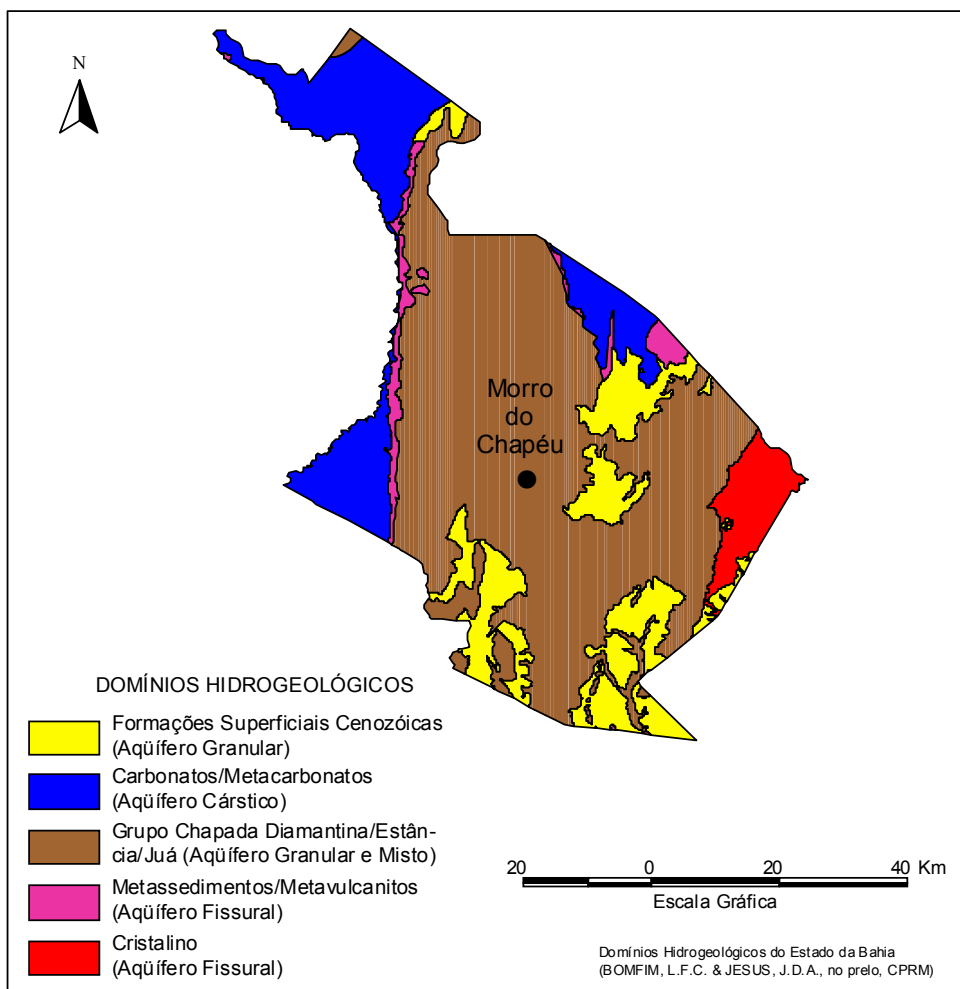 N
Morro
do
Chapéu
DOMÍNIOS HIDROGEOLÓGICOS
Formações Superficiais Cenozóicas
(Aqüífero Granular)
Carbonatos/Metacarbonatos
(Aqüífero Cárstico)
Grupo Chapada Diamantina/Estân-
cia/Juá (Aqüífero Granular e Misto)
Metassedimentos/Metavulcanitos
(Aqüífero Fissural)
Cristalino
(Aqüífero Fissural)
20 0 20 40 Km
Escala Gráfica
Domínios Hidrogeológicos do Estado da Bahia
(BOMFIM, L.F.C. & JESUS, J.D.A., no prelo, CPRM)